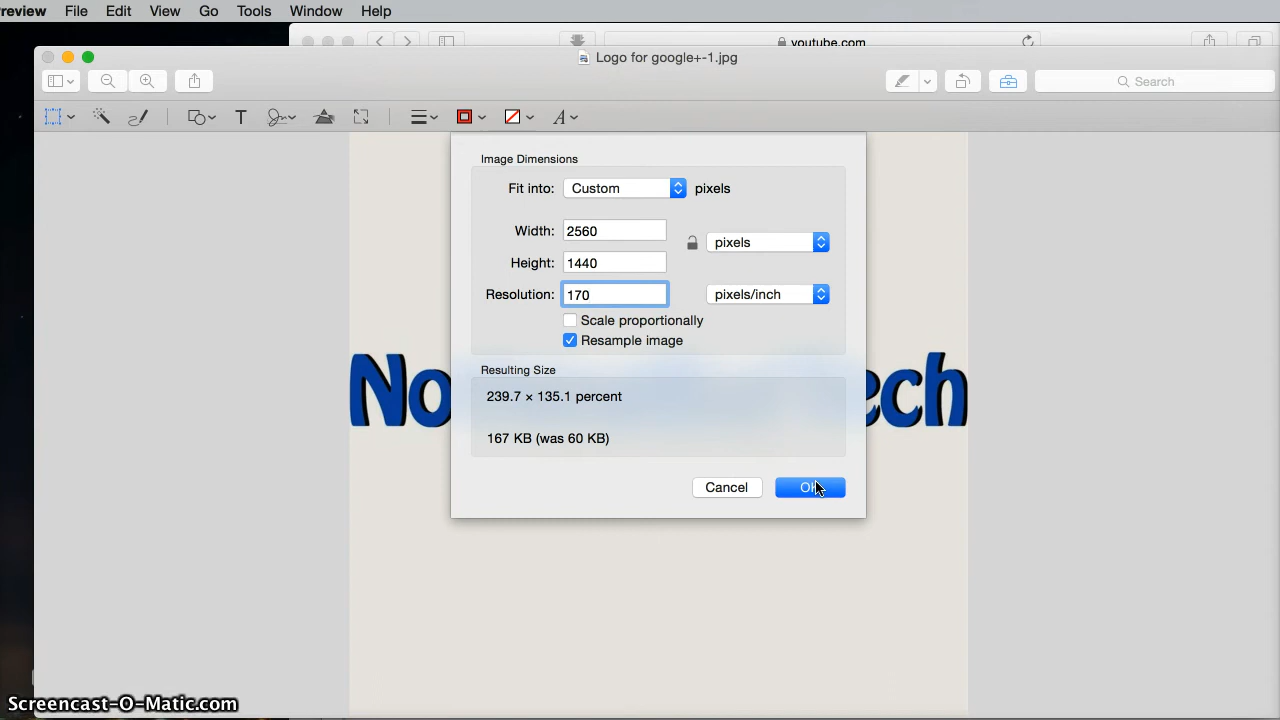 Preview File Edit View Go Tools Window Help
youtube.com
Logo for google+-1.jpg
Search
T
A
Image Dimensions
Fit into: Custom pixels
Width: 2560
pixels
Height: 1440
Resolution: 170 pixels/inch
Scale proportionally
Resample image
Resulting Size
No ech
239.7 × 135.1 percent
167 KB (was 60 KB)
Cancel OK
Screencast-O-Matic.com